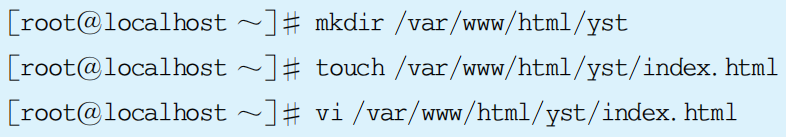 [root@localhost ~]# mkdir /var/www/html/yst
[root@localhost ~]# touch /var/www/html/yst/index.html
[root@localhost ~]# vi /var/www/html/yst/index.html